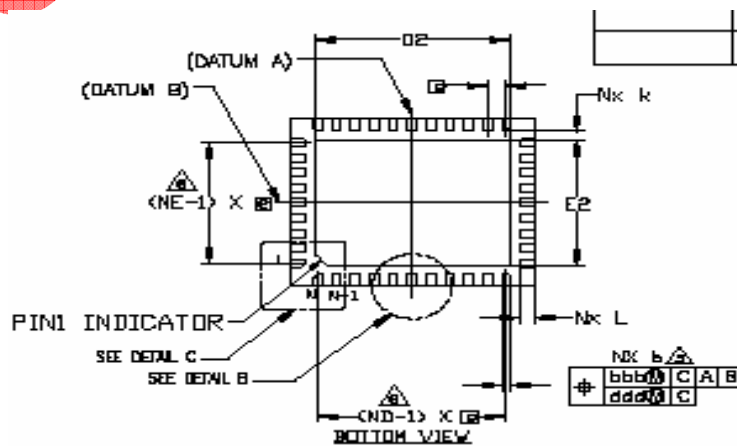 D2
(DATUM A)
e
(DATUM B)
Nx k
(NE-1) X e
E2
1
N N-1
PIN1 INDICATOR
Nx L
SEE DETAIL C
SEE DETAIL B
NX b
bbb M C A B
ddd M C
(ND-1) X e
BOTTOM VIEW